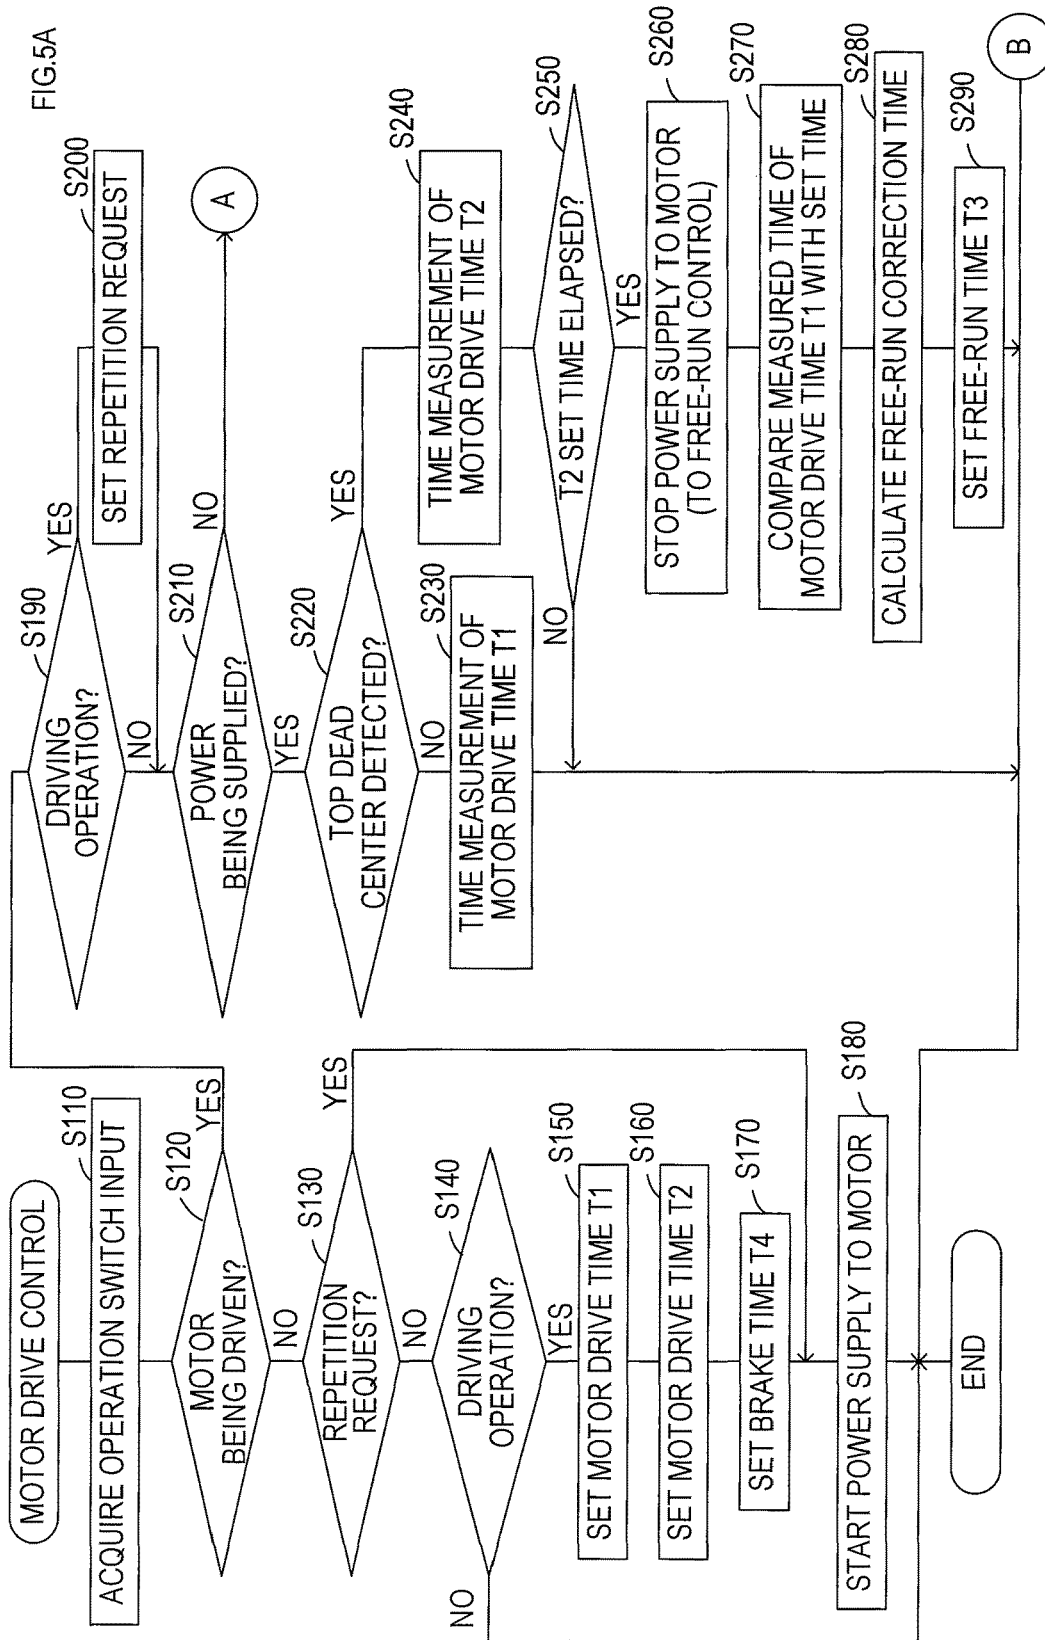 FIG.5A
MOTOR DRIVE CONTROL
S110
ACQUIRE OPERATION SWITCH INPUT
S120
MOTOR
BEING DRIVEN?
YES
NO
S130
REPETITION
REQUEST?
YES
NO
S140
DRIVING
OPERATION?
NO
YES
S150
SET MOTOR DRIVE TIME T1
S160
SET MOTOR DRIVE TIME T2
S170
SET BRAKE TIME T4
S180
START POWER SUPPLY TO MOTOR
END
S190
DRIVING
OPERATION?
YES
NO
S200
SET REPETITION REQUEST
S210
POWER
BEING SUPPLIED?
NO
A
YES
S220
TOP DEAD
CENTER DETECTED?
YES
NO
S230
TIME MEASUREMENT OF
MOTOR DRIVE TIME T1
S240
TIME MEASUREMENT OF
MOTOR DRIVE TIME T2
S250
T2 SET TIME ELAPSED?
NO
YES
S260
STOP POWER SUPPLY TO MOTOR
(TO FREE-RUN CONTROL)
S270
COMPARE MEASURED TIME OF
MOTOR DRIVE TIME T1 WITH SET TIME
S280
CALCULATE FREE-RUN CORRECTION TIME
S290
SET FREE-RUN TIME T3
B